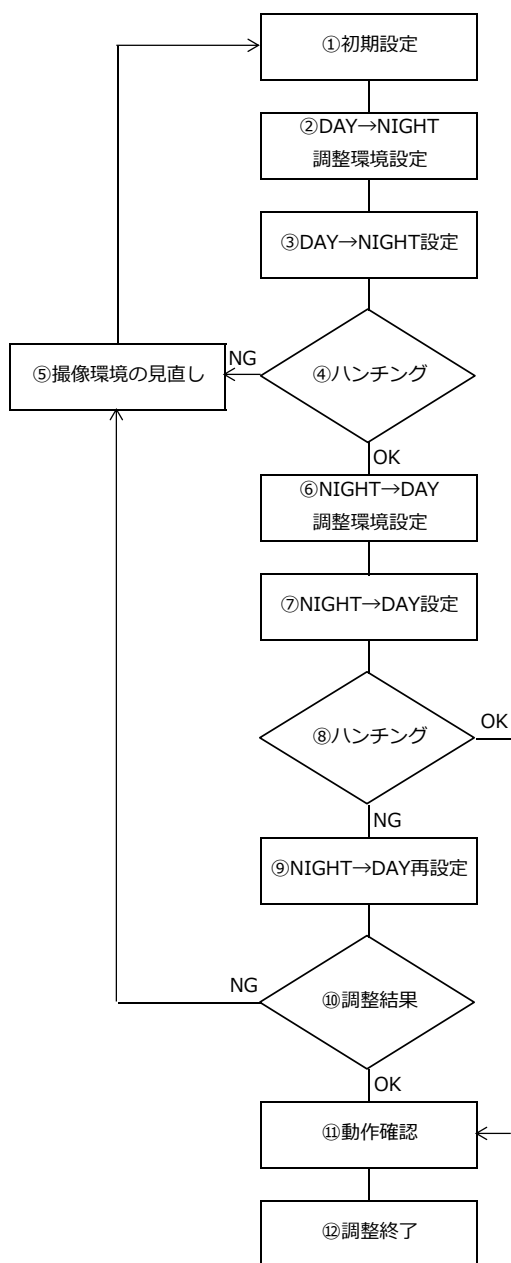 ①初期設定
②DAY→NIGHT
調整環境設定
③DAY→NIGHT設定
④ハンチング
NG
⑤撮像環境の見直し
OK
⑥NIGHT→DAY
調整環境設定
⑦NIGHT→DAY設定
⑧ハンチング
OK
NG
⑨NIGHT→DAY再設定
⑩調整結果
NG
OK
⑪動作確認
⑫調整終了